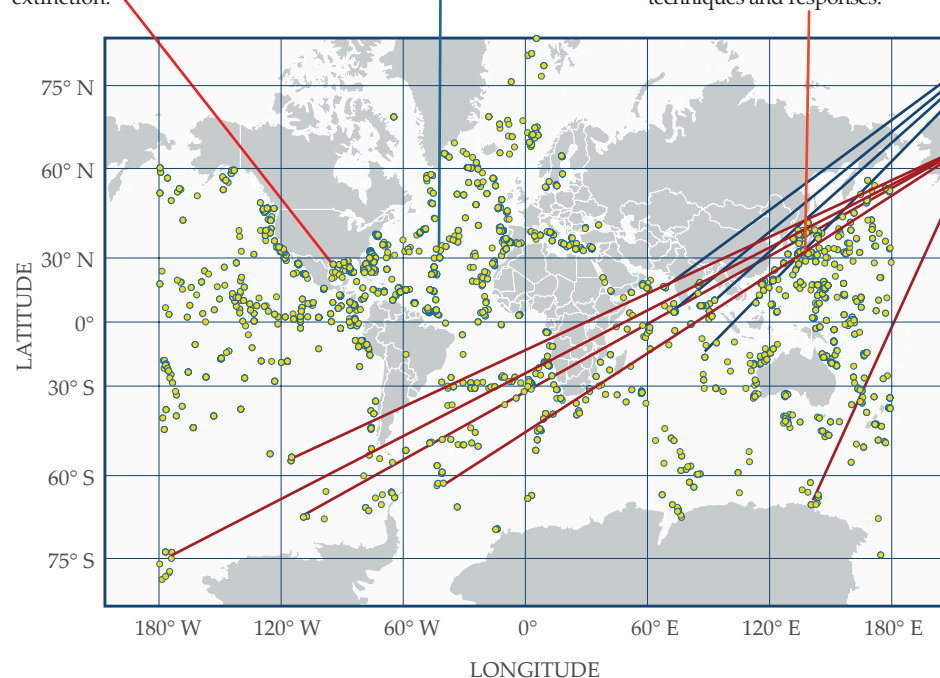 extinction.
techniques and responses.
75° N
60° N
30° N
0°
30° S
60° S
75° S
LATITUDE
180° W 120° W 60° W 0° 60° E 120° E 180° E
LONGITUDE